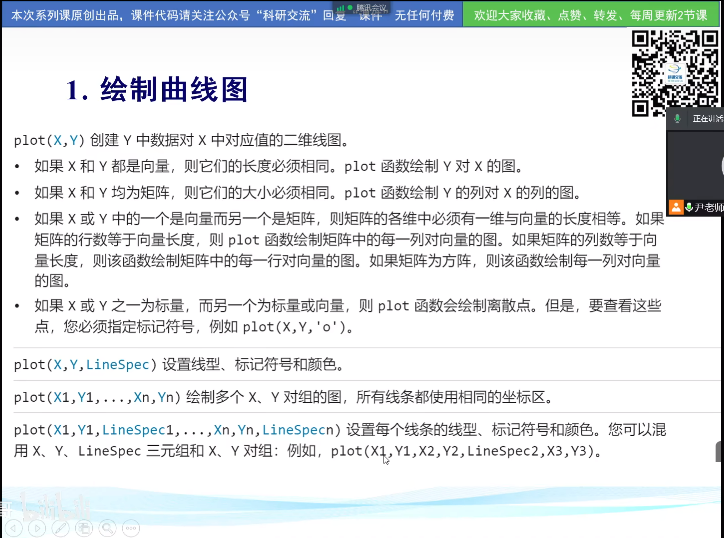 本次系列课原创出品，课件代码请关注公众号“科研交流”回复“课件” 无任何付费
腾讯会议
欢迎大家收藏、点赞、转发、每周更新2节课
1. 绘制曲线图
正在讲话
尹老师
plot(X,Y) 创建 Y 中数据对 X 中对应值的二维线图。
• 如果 X 和 Y 都是向量，则它们的长度必须相同。plot 函数绘制 Y 对 X 的图。
• 如果 X 和 Y 均为矩阵，则它们的大小必须相同。plot 函数绘制 Y 的列对 X 的列的图。
• 如果 X 或 Y 中的一个是向量而另一个是矩阵，则矩阵的各维中必须有一维与向量的长度相等。如果
矩阵的行数等于向量长度，则 plot 函数绘制矩阵中的每一列对向量的图。如果矩阵的列数等于向
量长度，则该函数绘制矩阵中的每一行对向量的图。如果矩阵为方阵，则该函数绘制每一列对向量
的图。
• 如果 X 或 Y 之一为标量，而另一个为标量或向量，则 plot 函数会绘制离散点。但是，要查看这些
点，您必须指定标记符号，例如 plot(X,Y,'o')。
plot(X,Y,LineSpec) 设置线型、标记符号和颜色。
plot(X1,Y1,...,Xn,Yn) 绘制多个 X、Y 对组的图，所有线条都使用相同的坐标区。
plot(X1,Y1,LineSpec1,...,Xn,Yn,LineSpecn) 设置每个线条的线型、标记符号和颜色。您可以混
用 X、Y、LineSpec 三元组和 X、Y 对组：例如，plot(X1,Y1,X2,Y2,LineSpec2,X3,Y3)。